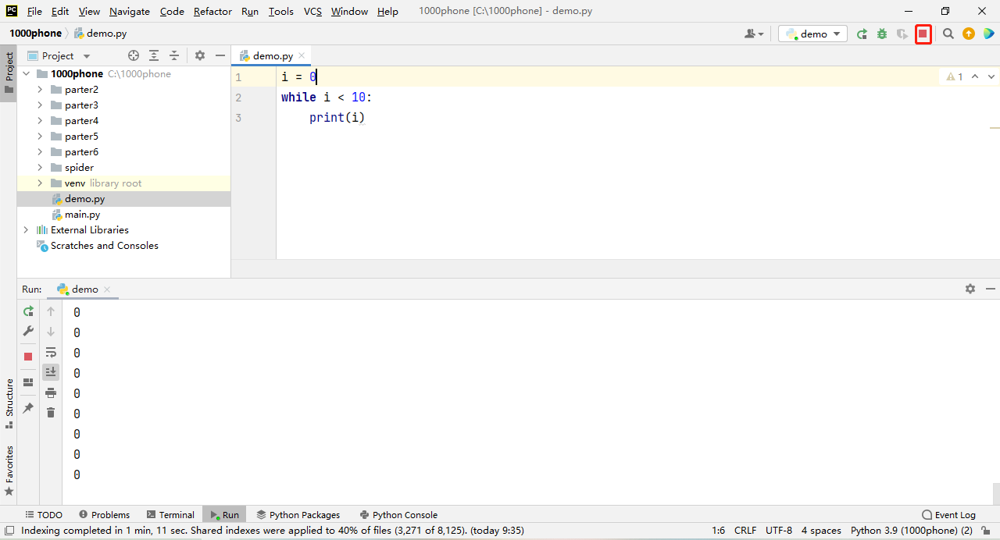 PC File Edit View Navigate Code Refactor Run Tools VCS Window Help 1000phone [C:\1000phone] - demo.py
1000phone demo.py demo
Project Project demo.py
1000phone C:\1000phone
parter2
parter3
parter4
parter5
parter6
spider
venv library root
demo.py
main.py
External Libraries
Scratches and Consoles
1 i = 0 1
2 while i < 10:
3 print(i)
Run: demo
0
0
0
0
0
0
0
0
0
Structure
Favorites
TODO Problems Terminal Run Python Packages Python Console Event Log
Indexing completed in 1 min, 11 sec. Shared indexes were applied to 40% of files (3,271 of 8,125). (today 9:35) 1:6 CRLF UTF-8 4 spaces Python 3.9 (1000phone) (2)